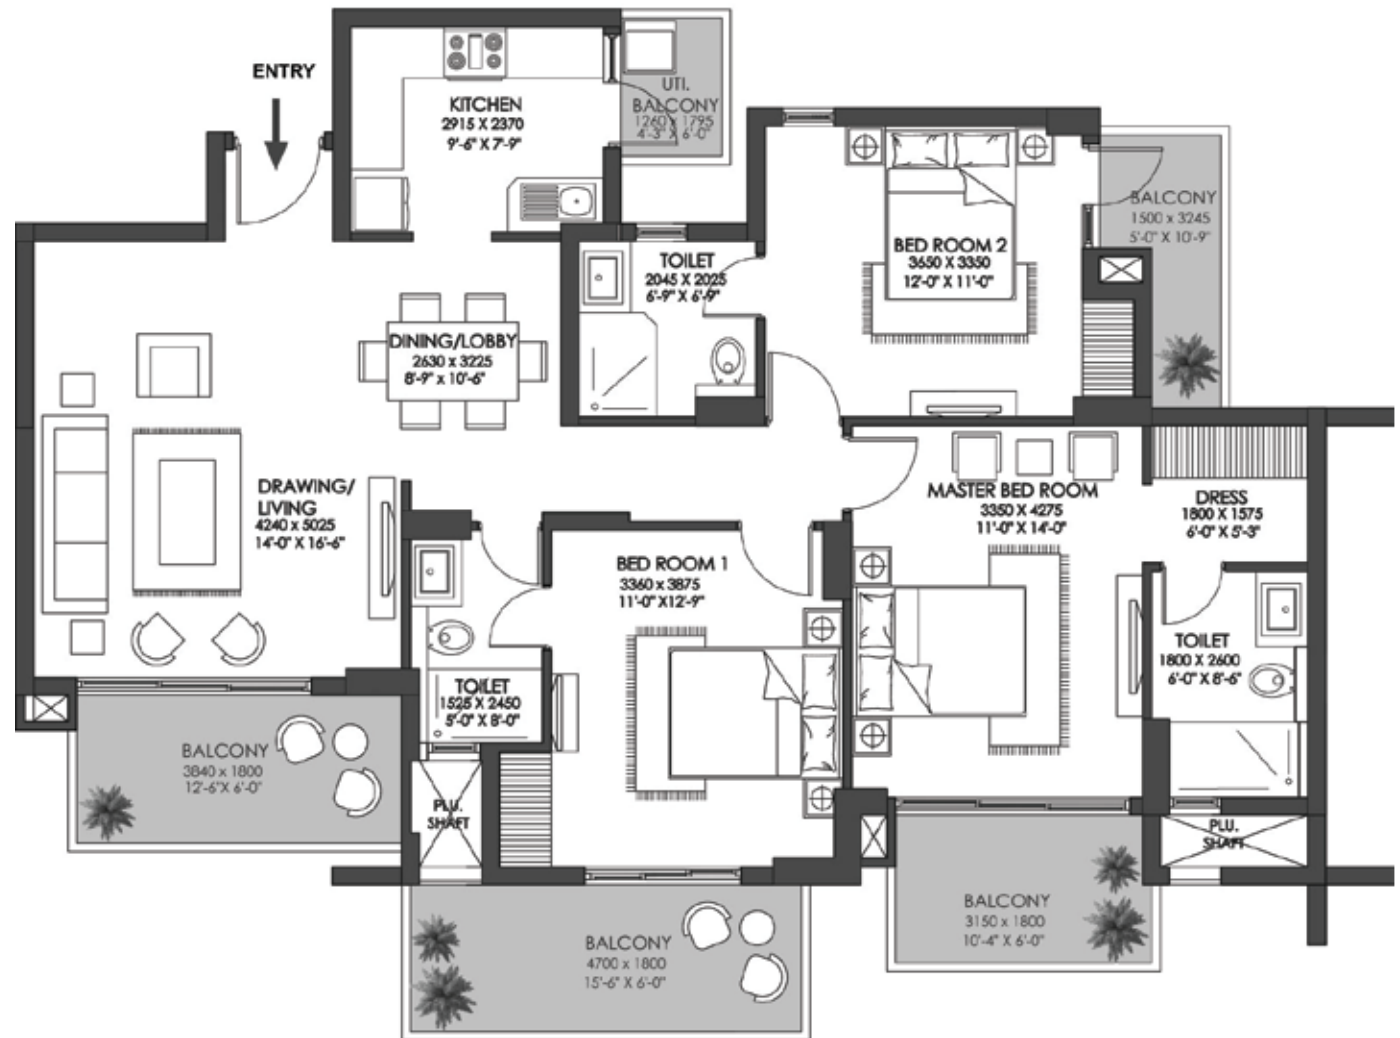 ENTRY
KITCHEN
2915 X 2370
9'-6" X 7'-9"
UTI.
BALCONY
1260 x 1795
4'-3" X 6'-0"
BED ROOM 2
3650 X 3350
12'-0" X 11'-0"
BALCONY
1500 x 3245
5'-0" X 10'-9"
TOILET
2045 X 2025
6'-9" X 6'-9"
DINING/LOBBY
2630 x 3225
8'-9" x 10'-6"
DRAWING/
LIVING
4240 x 5025
14'-0" X 16'-6"
MASTER BED ROOM
3350 X 4275
11'-0" X 14'-0"
DRESS
1800 X 1575
6'-0" X 5'-3"
BED ROOM 1
3360 x 3875
11'-0" X12'-9"
TOILET
1800 X 2600
6'-0" X 8'-6"
TOILET
1525 X 2450
5'-0" X 8'-0"
BALCONY
3840 x 1800
12'-6"X 6'-0"
PLU.
SHAFT
PLU.
SHAFT
BALCONY
3150 x 1800
10'-4" X 6'-0"
BALCONY
4700 x 1800
15'-6" X 6'-0"